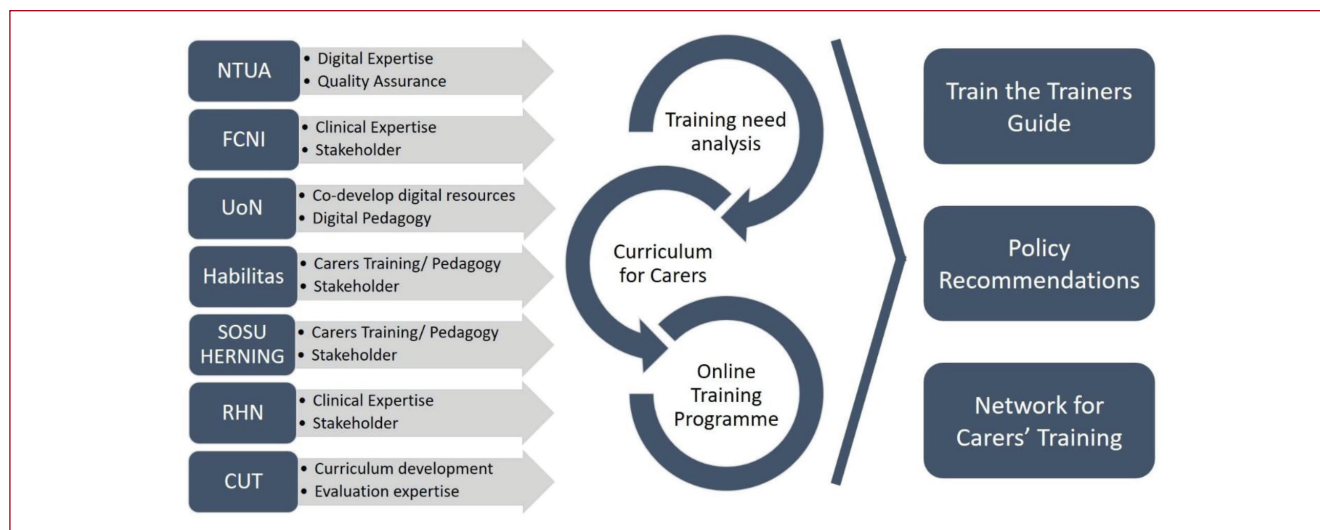 NTUA
• Digital Expertise
• Quality Assurance
FCNI
• Clinical Expertise
• Stakeholder
UoN
• Co-develop digital resources
• Digital Pedagogy
Habilitas
• Carers Training/ Pedagogy
• Stakeholder
SOSU
HERNING
• Carers Training/ Pedagogy
• Stakeholder
RHN
• Clinical Expertise
• Stakeholder
CUT
• Curriculum development
• Evaluation expertise
Training need
analysis
Curriculum
for Carers
Online
Training
Programme
Train the Trainers
Guide
Policy
Recommendations
Network for
Carers’ Training